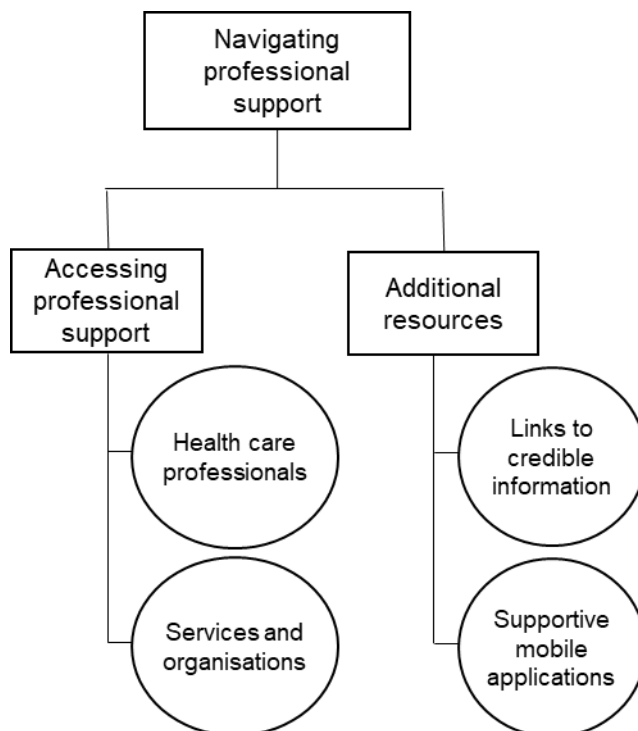 Navigating
professional
support
Accessing
professional
support
Health care
professionals
Services and
organisations
Additional
resources
Links to
credible
information
Supportive
mobile
applications